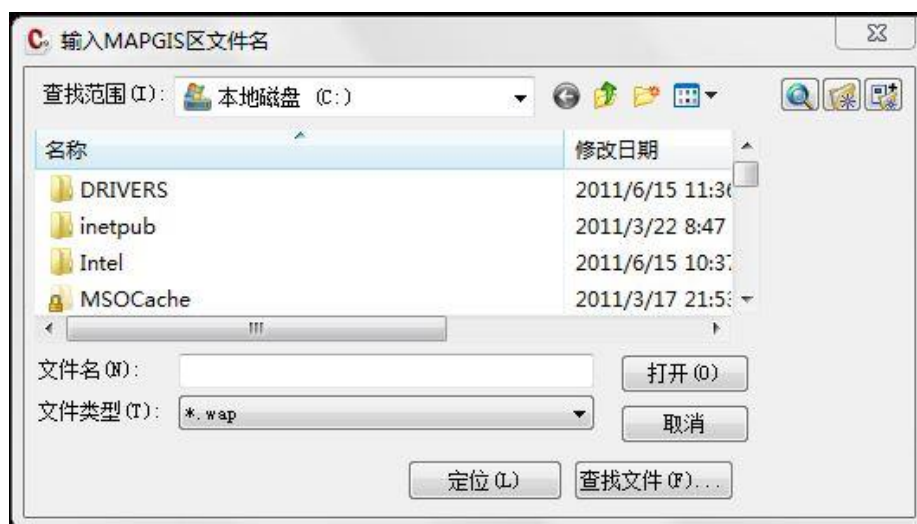 输入MAPGIS区文件名
查找范围(I): 本地磁盘 (C:)
名称 修改日期
DRIVERS 2011/6/15 11:36
inetpub 2011/3/22 8:47
Intel 2011/6/15 10:37
MSOCache 2011/3/17 21:53
文件名(N): 打开(O)
文件类型(T): *.wap 取消
定位(L) 查找文件(F)...